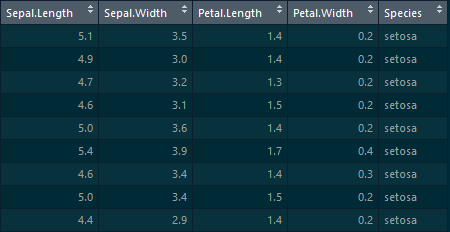 Sepal.Length Sepal.Width Petal.Length Petal.Width Species
5.1 3.5 1.4 0.2 setosa
4.9 3.0 1.4 0.2 setosa
4.7 3.2 1.3 0.2 setosa
4.6 3.1 1.5 0.2 setosa
5.0 3.6 1.4 0.2 setosa
5.4 3.9 1.7 0.4 setosa
4.6 3.4 1.4 0.3 setosa
5.0 3.4 1.5 0.2 setosa
4.4 2.9 1.4 0.2 setosa